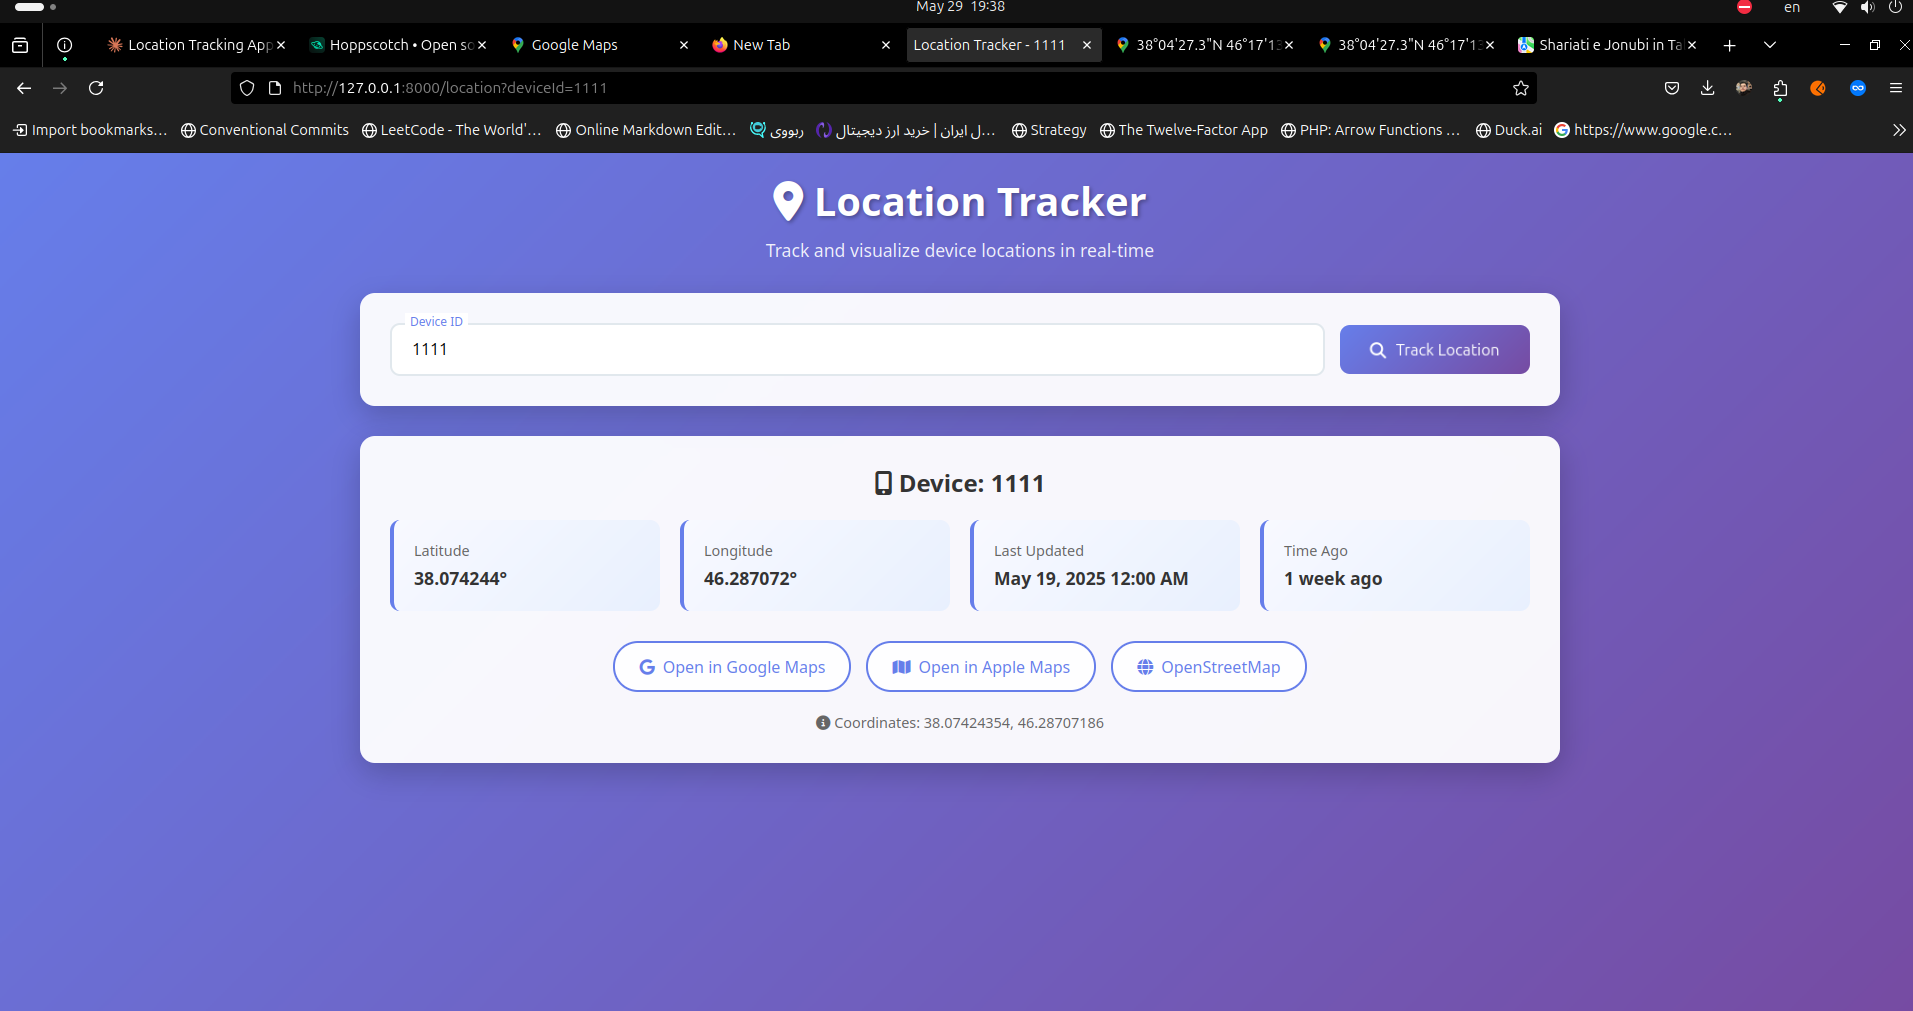 May 29 19:38
en
Location Tracking App
Hoppscotch • Open so
Google Maps
New Tab
Location Tracker - 1111
38°04'27.3"N 46°17'13
38°04'27.3"N 46°17'13
Shariati e Jonubi in Ta
http://127.0.0.1:8000/location?deviceId=1111
Import bookmarks…
Conventional Commits
LeetCode - The World'…
Online Markdown Edit…
ربووی
ل ایران | خرید ارز دیجیتال…
Strategy
The Twelve-Factor App
PHP: Arrow Functions …
Duck.ai
https://www.google.c…
Location Tracker
Track and visualize device locations in real-time
Device ID
1111
Track Location
Device: 1111
Latitude
38.074244°
Longitude
46.287072°
Last Updated
May 19, 2025 12:00 AM
Time Ago
1 week ago
Open in Google Maps
Open in Apple Maps
OpenStreetMap
Coordinates: 38.07424354, 46.28707186